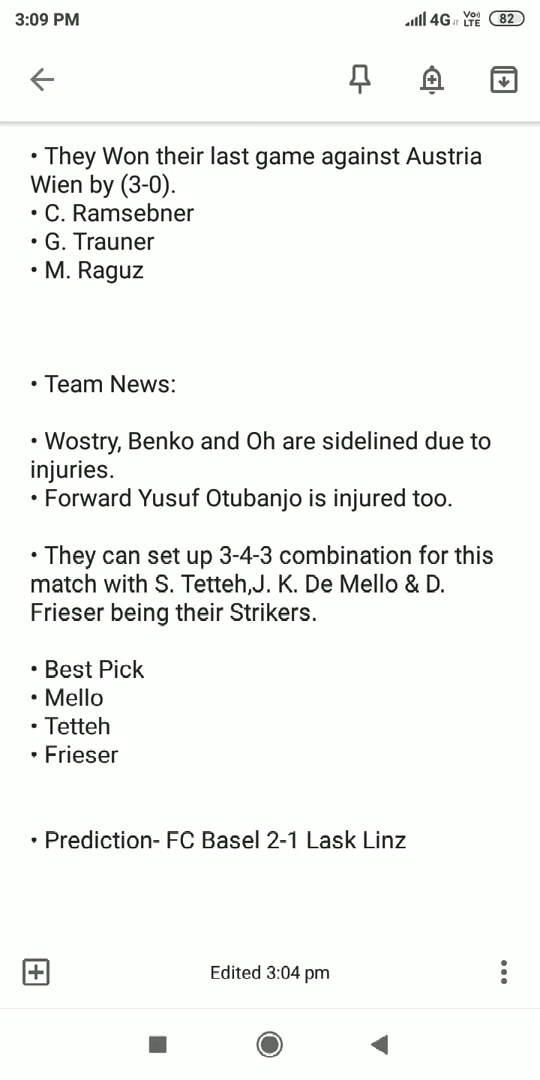 3:09 PM 4G Vo) LTE 82
• They Won their last game against Austria
Wien by (3-0).
• C. Ramsebner
• G. Trauner
• M. Raguz
• Team News:
• Wostry, Benko and Oh are sidelined due to
injuries.
• Forward Yusuf Otubanjo is injured too.
• They can set up 3-4-3 combination for this
match with S. Tetteh,J. K. De Mello & D.
Frieser being their Strikers.
• Best Pick
• Mello
• Tetteh
• Frieser
• Prediction- FC Basel 2-1 Lask Linz
Edited 3:04 pm